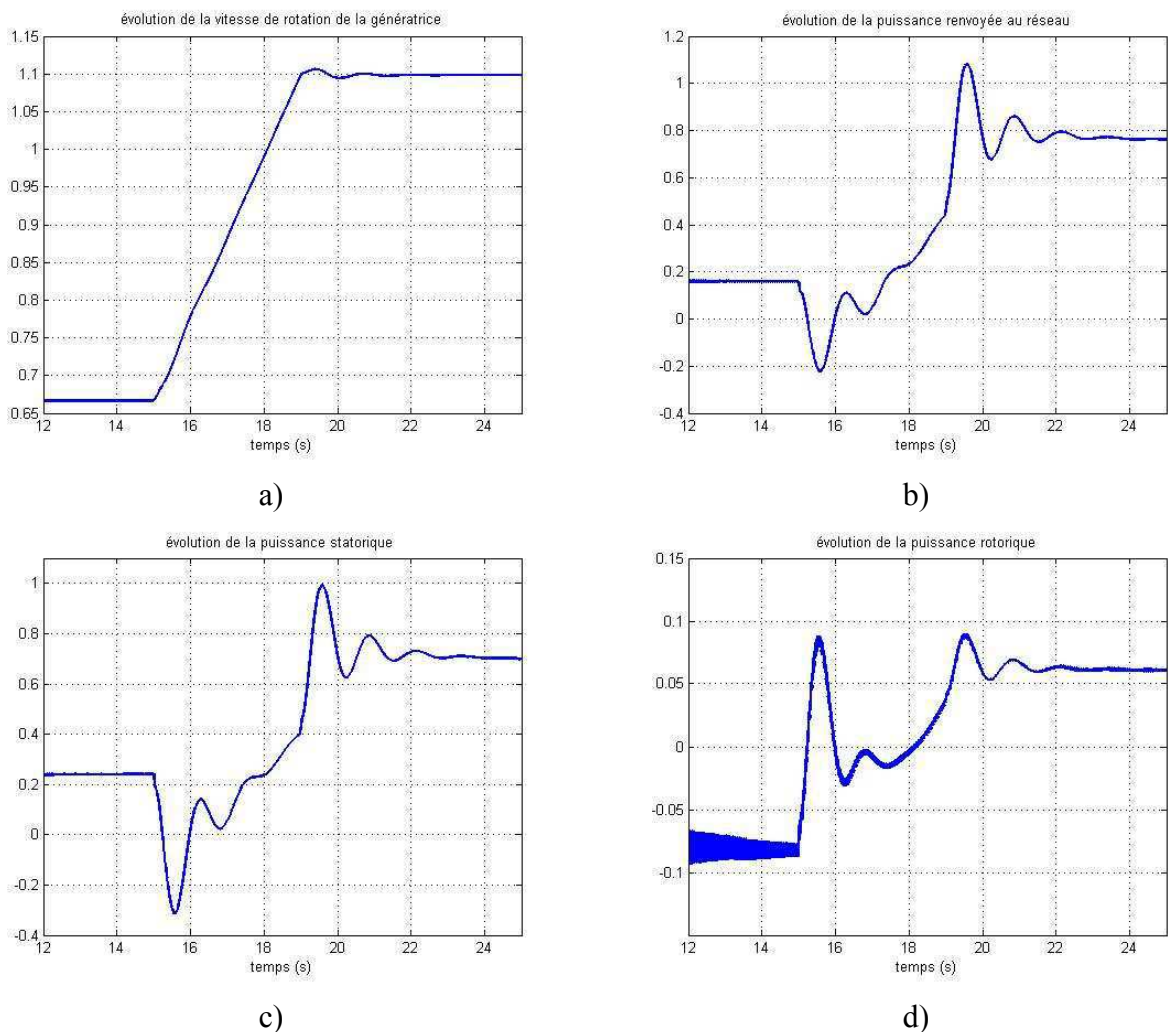 évolution de la vitesse de rotation de la génératrice
1.15
1.1
1.05
1
0.95
0.9
0.85
0.8
0.75
0.7
0.65
12 14 16 18 20 22 24
temps (s)
a)
évolution de la puissance renvoyée au réseau
1.2
1
0.8
0.6
0.4
0.2
0
-0.2
-0.4
12 14 16 18 20 22 24
temps (s)
b)
évolution de la puissance statorique
1
0.8
0.6
0.4
0.2
0
-0.2
-0.4
12 14 16 18 20 22 24
temps (s)
c)
évolution de la puissance rotorique
0.15
0.1
0.05
0
-0.05
-0.1
12 14 16 18 20 22 24
temps (s)
d)